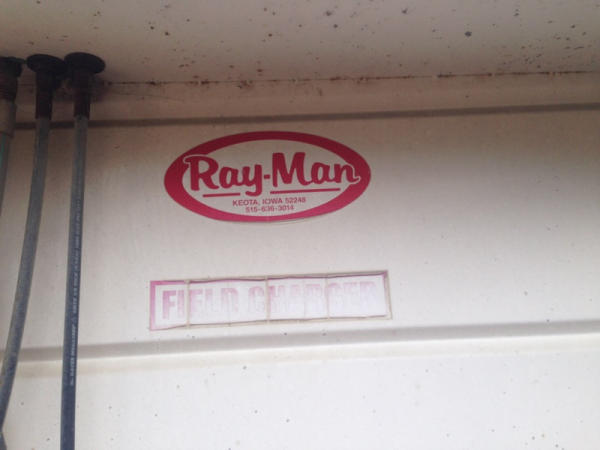 Ray-Man
KEOTA, IOWA 52248
515-636-3014
FIELD CHARGER